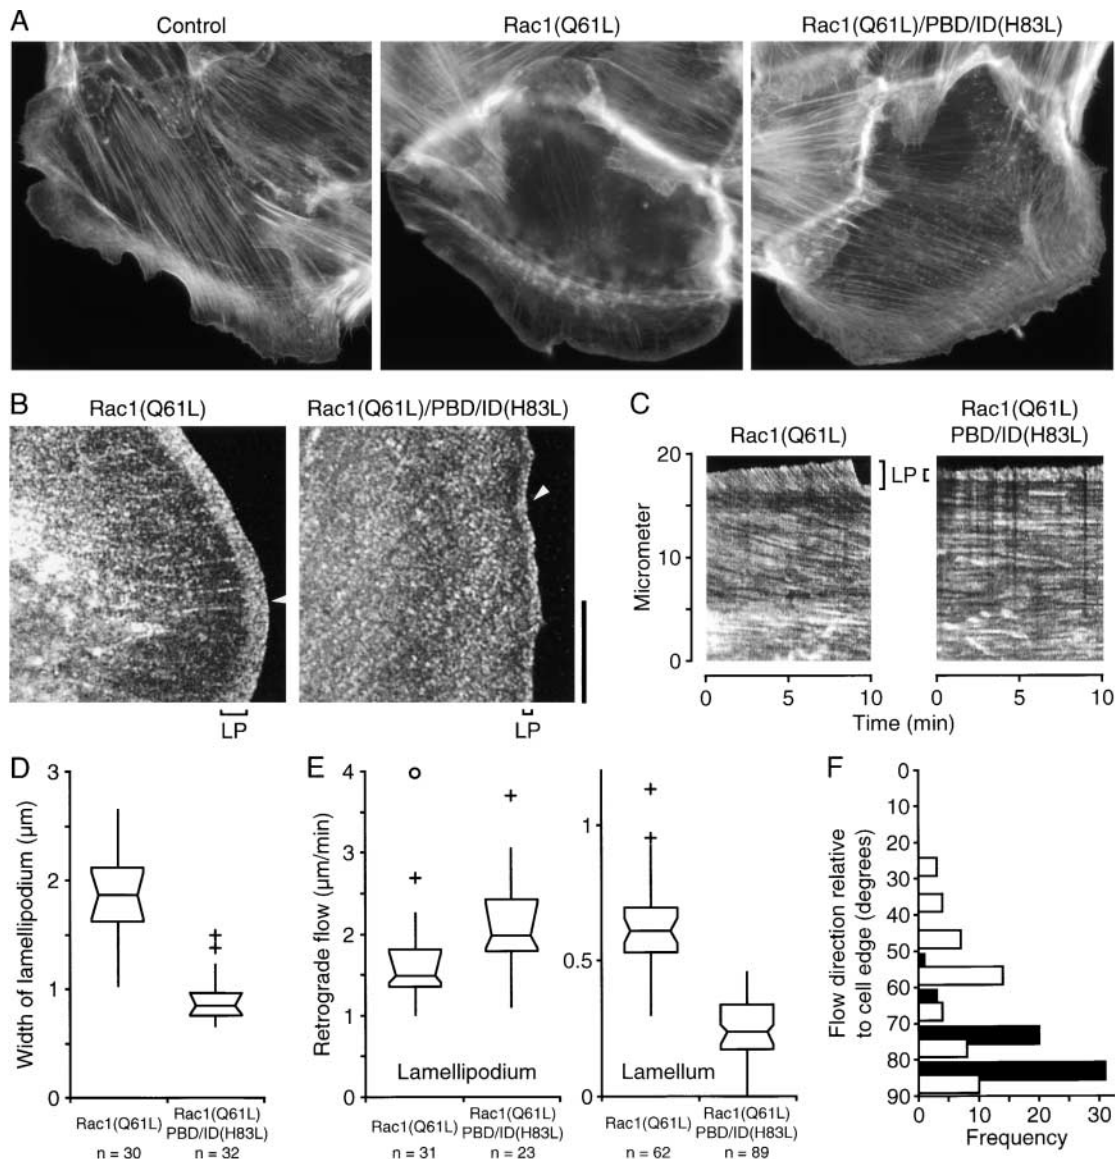 A
Control
Rac1(Q61L)
Rac1(Q61L)/PBD/ID(H83L)
B
Rac1(Q61L)
Rac1(Q61L)/PBD/ID(H83L)
LP
LP
C
Rac1(Q61L)
Rac1(Q61L)
PBD/ID(H83L)
20
10
0
Micrometer
LP
0
5
10
0
5
10
Time (min)
D
3
2
1
0
Width of lamellipodium (µm)
Rac1(Q61L)
Rac1(Q61L)
PBD/ID(H83L)
n = 30
n = 32
E
4
3
2
1
0
Retrograde flow (µm/min)
Lamellipodium
Rac1(Q61L)
Rac1(Q61L)
PBD/ID(H83L)
n = 31
n = 23
1
0.5
0
Lamellum
Rac1(Q61L)
Rac1(Q61L)
PBD/ID(H83L)
n = 62
n = 89
F
0
10
20
30
40
50
60
70
80
90
Flow direction relative
to cell edge (degrees)
0
10
20
30
Frequency